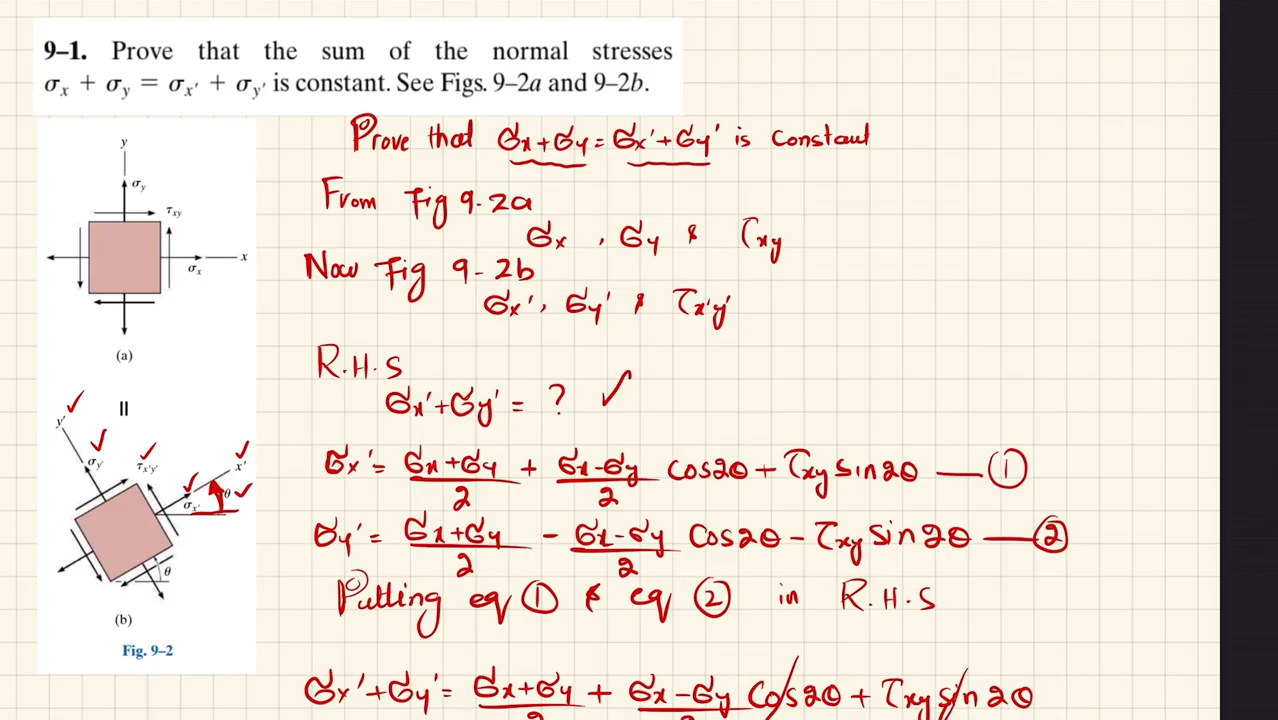 9–1. Prove that the sum of the normal stresses
σx + σy = σx′ + σy′ is constant. See Figs. 9–2a and 9–2b.
Prove that σx+σy = σx′+σy′ is constant
From Fig 9-2a
σx , σy & τxy
Now Fig 9-2b
σx′, σy′ & τx′y′
R.H.S
σx′+σy′ = ? ✓
σx′ = σx+σy/2 + σx-σy/2 cos2θ + τxy sin2θ — ①
σy′ = σx+σy/2 - σx-σy/2 cos2θ - τxy sin2θ — ②
Putting eq ① & eq ② in R.H.S
σx′+σy′ = σx+σy/2 + σx-σy/2 cos2θ + τxy sin2θ
y
σy
τxy
x
σx
(a)
||
y′
σy′
τx′y′
x′
θ
σx′
θ
(b)
Fig. 9–2